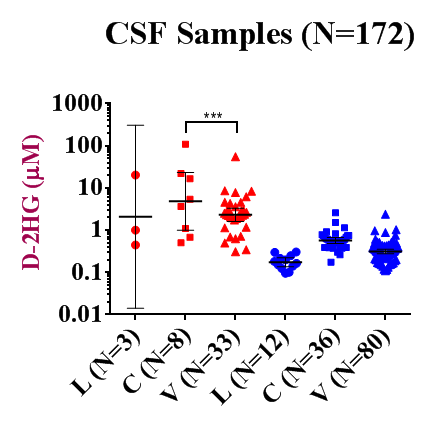 CSF Samples (N=172)
D-2HG (μM)
1000
100
10
1
0.1
0.01
***
L (N=3)
C (N=8)
V (N=33)
L (N=12)
C (N=36)
V (N=80)